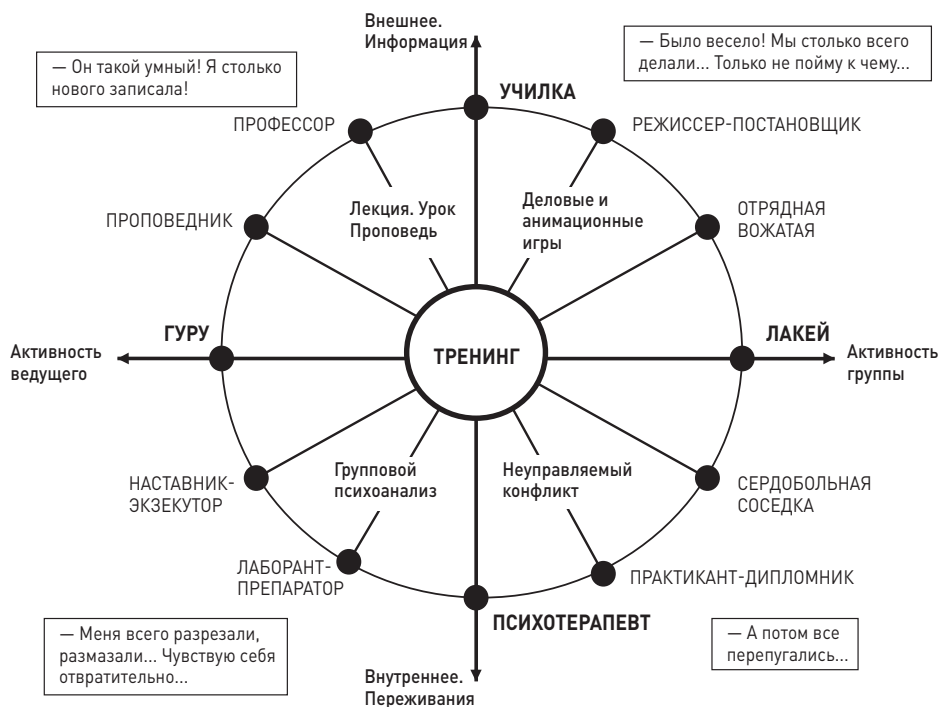 Внешнее.
Информация
— Он такой умный! Я столько
нового записала!
— Было весело! Мы столько всего
делали... Только не пойму к чему...
УЧИЛКА
ПРОФЕССОР
РЕЖИССЕР-ПОСТАНОВЩИК
ПРОПОВЕДНИК
Лекция. Урок
Проповедь
Деловые и
анимационные
игры
ОТРЯДНАЯ
ВОЖАТАЯ
ГУРУ
ЛАКЕЙ
Активность
ведущего
ТРЕНИНГ
Активность
группы
НАСТАВНИК-
ЭКЗЕКУТОР
Групповой
психоанализ
Неуправляемый
конфликт
СЕРДОБОЛЬНАЯ
СОСЕДКА
ЛАБОРАНТ-
ПРЕПАРАТОР
ПРАКТИКАНТ-ДИПЛОМНИК
ПСИХОТЕРАПЕВТ
— Меня всего разрезали,
размазали... Чувствую себя
отвратительно...
— А потом все
перепугались...
Внутреннее.
Переживания